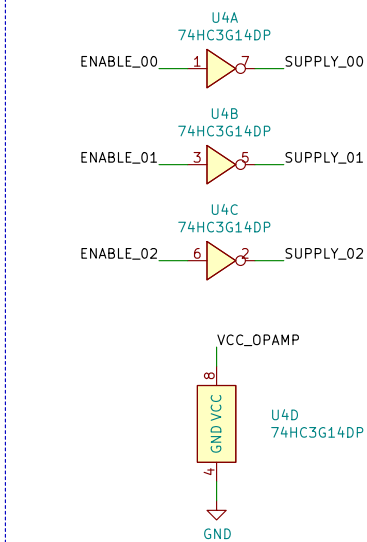 U4A
74HC3G14DP
ENABLE_00 1 7 SUPPLY_00
U4B
74HC3G14DP
ENABLE_01 3 5 SUPPLY_01
U4C
74HC3G14DP
ENABLE_02 6 2 SUPPLY_02
VCC_OPAMP
8
GND VCC
U4D
74HC3G14DP
4
GND